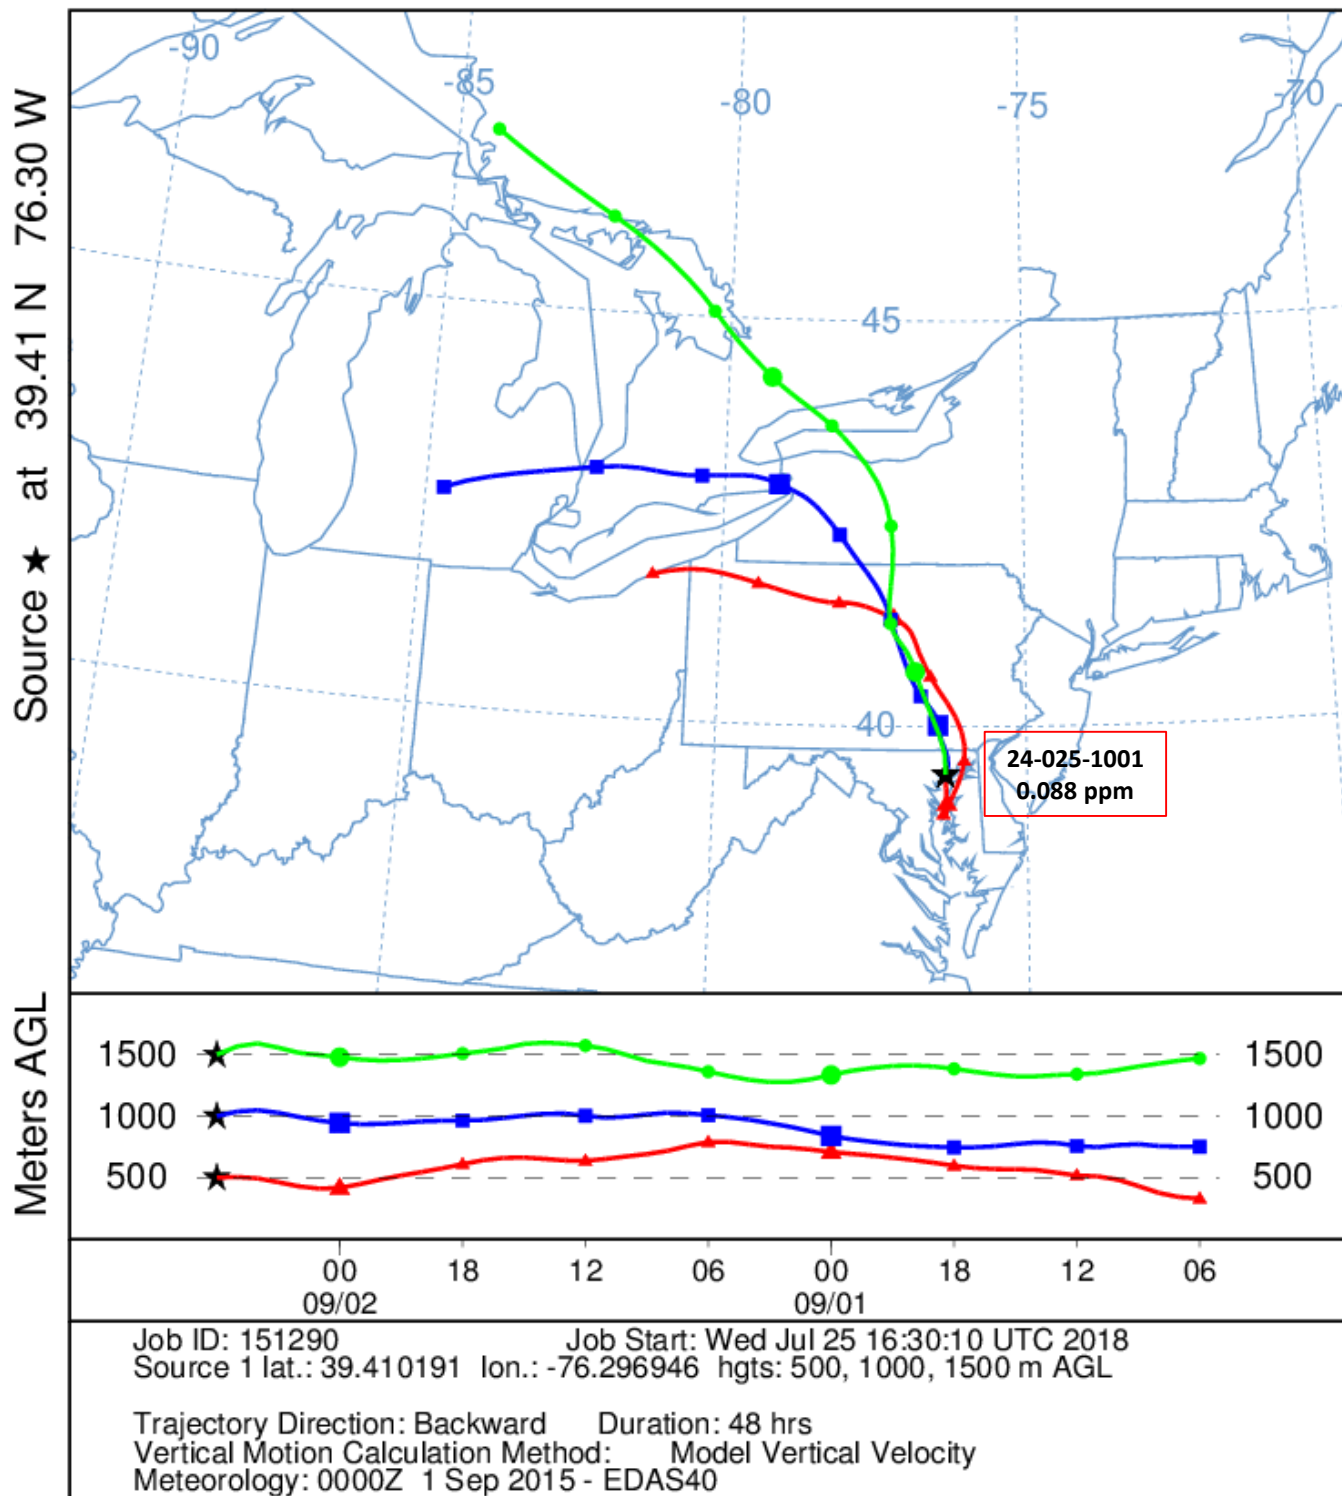 -90
-85
-80
-75
-70
45
40
Source ★ at 39.41 N 76.30 W
24-025-1001
0.088 ppm
Meters AGL
1500
1500
1000
1000
500
500
00 18 12 06 00 18 12 06
09/02 09/01
Job ID: 151290 Job Start: Wed Jul 25 16:30:10 UTC 2018
Source 1 lat.: 39.410191 lon.: -76.296946 hgts: 500, 1000, 1500 m AGL
Trajectory Direction: Backward Duration: 48 hrs
Vertical Motion Calculation Method: Model Vertical Velocity
Meteorology: 0000Z 1 Sep 2015 - EDAS40